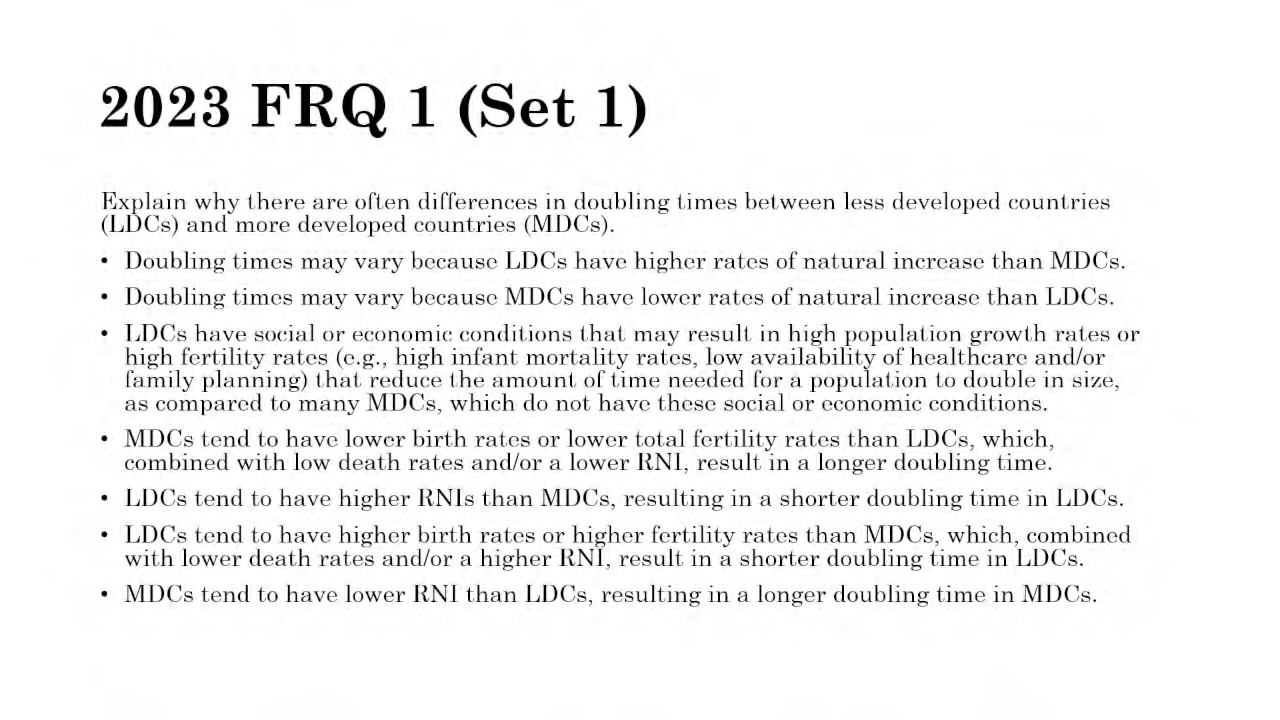 2023 FRQ 1 (Set 1)
Explain why there are often differences in doubling times between less developed countries
(LDCs) and more developed countries (MDCs).
• Doubling times may vary because LDCs have higher rates of natural increase than MDCs.
• Doubling times may vary because MDCs have lower rates of natural increase than LDCs.
• LDCs have social or economic conditions that may result in high population growth rates or
high fertility rates (e.g., high infant mortality rates, low availability of healthcare and/or
family planning) that reduce the amount of time needed for a population to double in size,
as compared to many MDCs, which do not have these social or economic conditions.
• MDCs tend to have lower birth rates or lower total fertility rates than LDCs, which,
combined with low death rates and/or a lower RNI, result in a longer doubling time.
• LDCs tend to have higher RNIs than MDCs, resulting in a shorter doubling time in LDCs.
• LDCs tend to have higher birth rates or higher fertility rates than MDCs, which, combined
with lower death rates and/or a higher RNI, result in a shorter doubling time in LDCs.
• MDCs tend to have lower RNI than LDCs, resulting in a longer doubling time in MDCs.